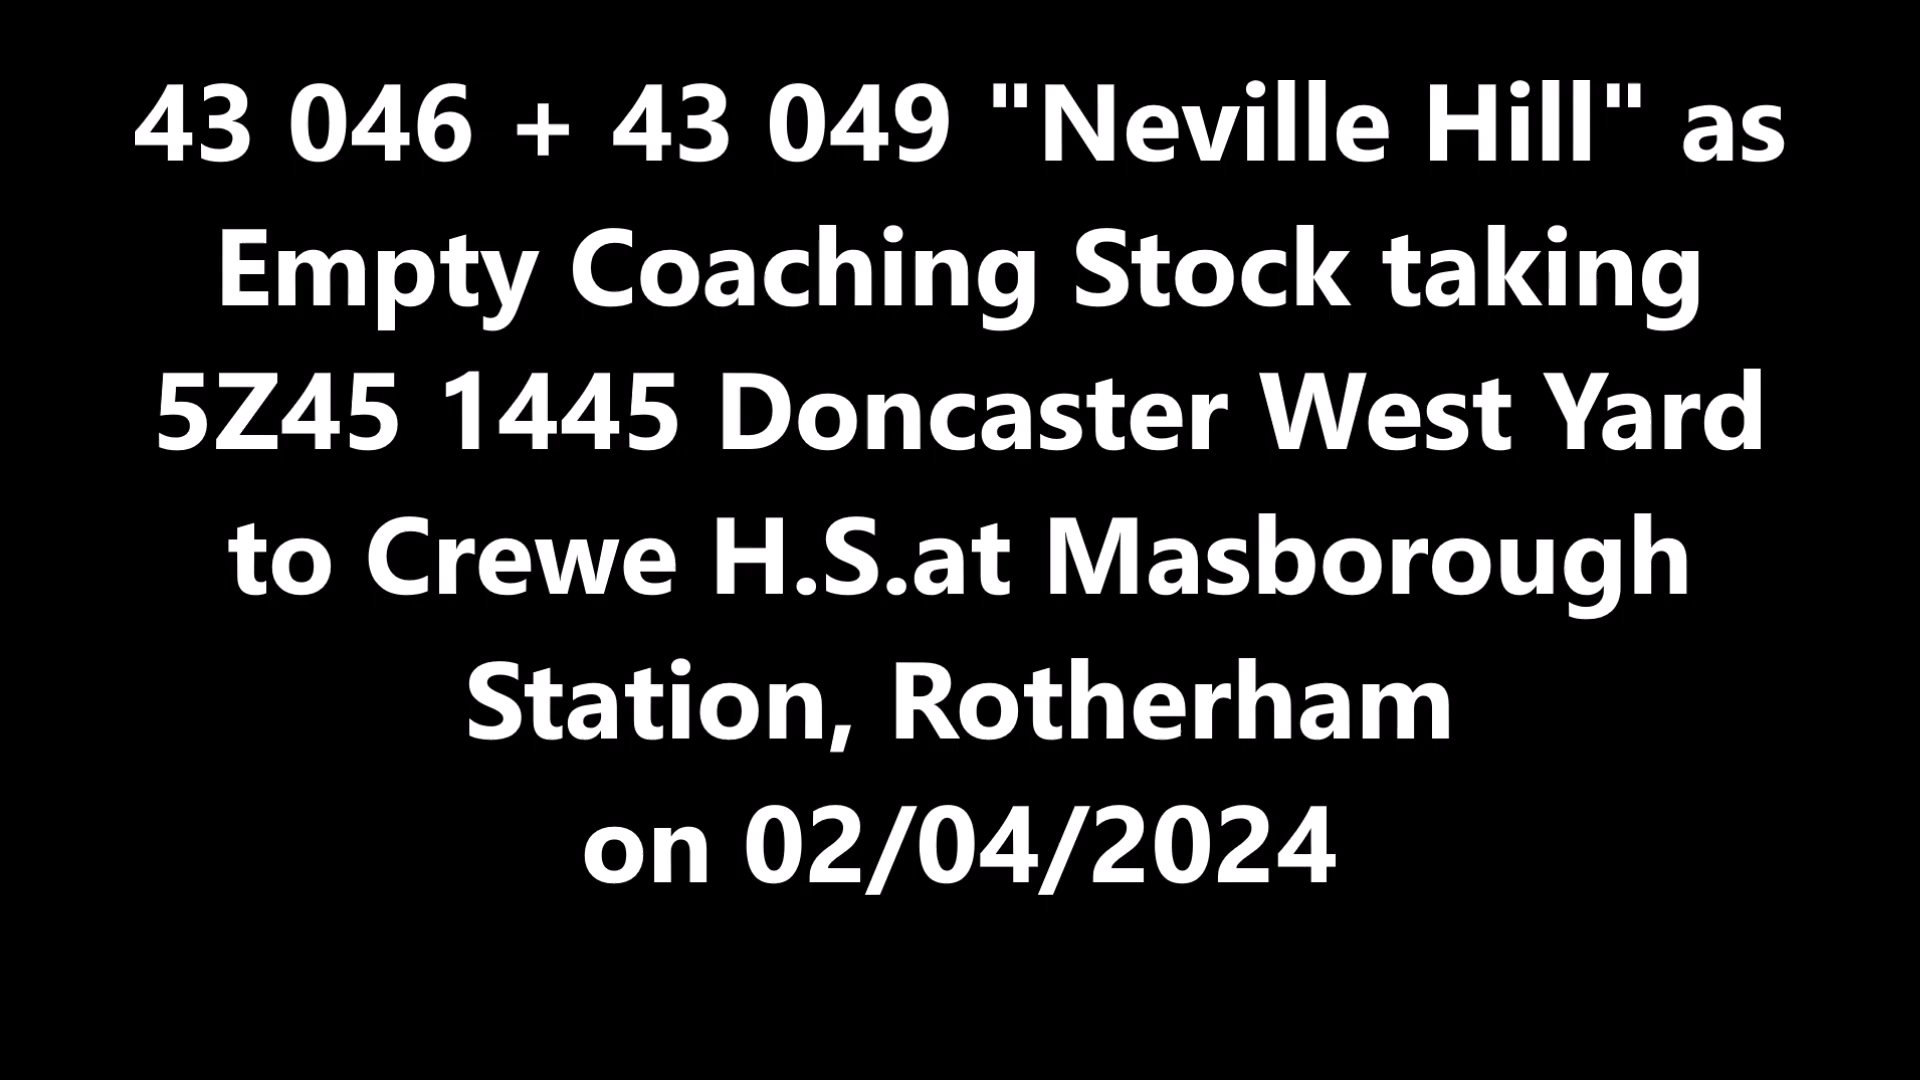 43 046 + 43 049 "Neville Hill" as
Empty Coaching Stock taking
5Z45 1445 Doncaster West Yard
to Crewe H.S.at Masborough
Station, Rotherham
on 02/04/2024